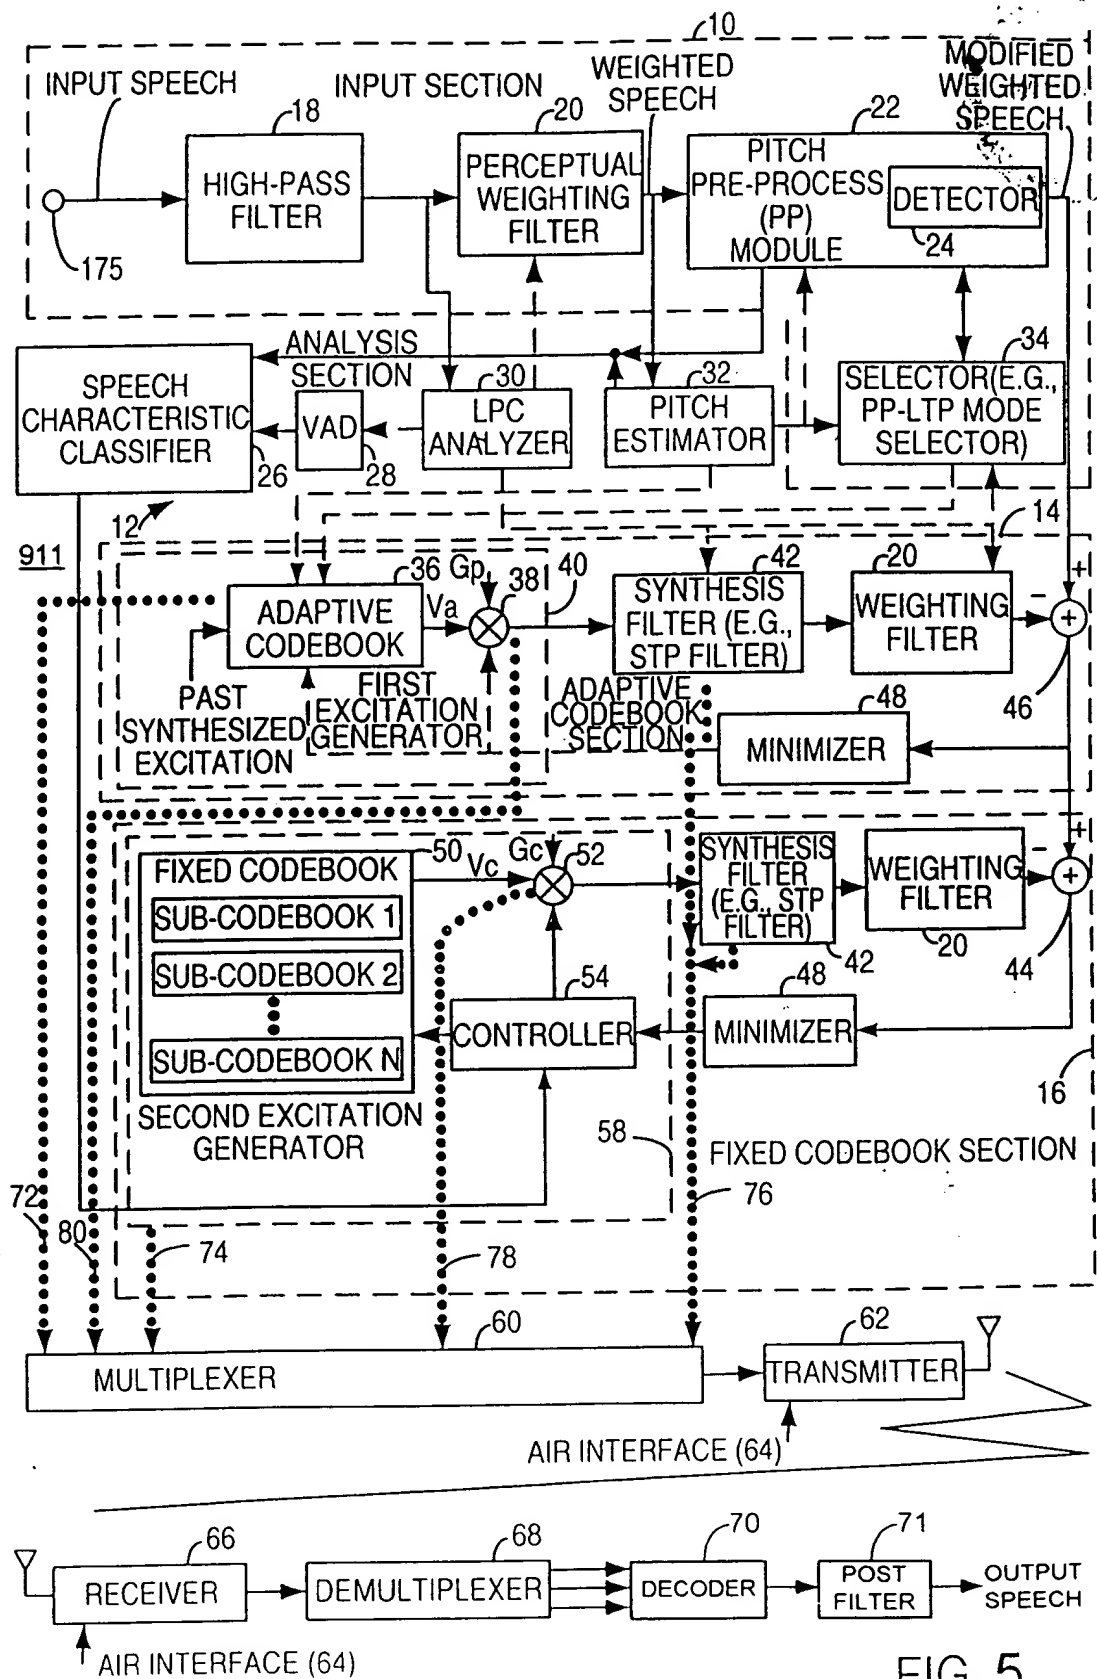 10
INPUT SPEECH
INPUT SECTION
WEIGHTED
SPEECH
MODIFIED
WEIGHTED
SPEECH
18
20
22
HIGH-PASS
FILTER
PERCEPTUAL
WEIGHTING
FILTER
PITCH
PRE-PROCESS
(PP)
MODULE
DETECTOR
24
175
ANALYSIS
SECTION
SPEECH
CHARACTERISTIC
CLASSIFIER
26
VAD
28
30
LPC
ANALYZER
32
PITCH
ESTIMATOR
34
SELECTOR(E.G.,
PP-LTP MODE
SELECTOR)
12
911
14
36
Gp
38
40
42
20
+
ADAPTIVE
CODEBOOK
Va
SYNTHESIS
FILTER (E.G.,
STP FILTER)
WEIGHTING
FILTER
-
+
46
PAST
SYNTHESIZED
EXCITATION
FIRST
EXCITATION
GENERATOR
ADAPTIVE
CODEBOOK
SECTION
48
MINIMIZER
50
Vc
Gc
52
+
FIXED CODEBOOK
SUB-CODEBOOK 1
SUB-CODEBOOK 2
SUB-CODEBOOK N
SYNTHESIS
FILTER
(E.G., STP
FILTER)
42
WEIGHTING
FILTER
20
-
+
44
54
CONTROLLER
48
MINIMIZER
16
SECOND EXCITATION
GENERATOR
58
FIXED CODEBOOK SECTION
72
80
74
78
76
60
MULTIPLEXER
62
TRANSMITTER
AIR INTERFACE (64)
66
RECEIVER
68
DEMULTIPLEXER
70
DECODER
71
POST
FILTER
OUTPUT
SPEECH
AIR INTERFACE (64)
FIG. 5